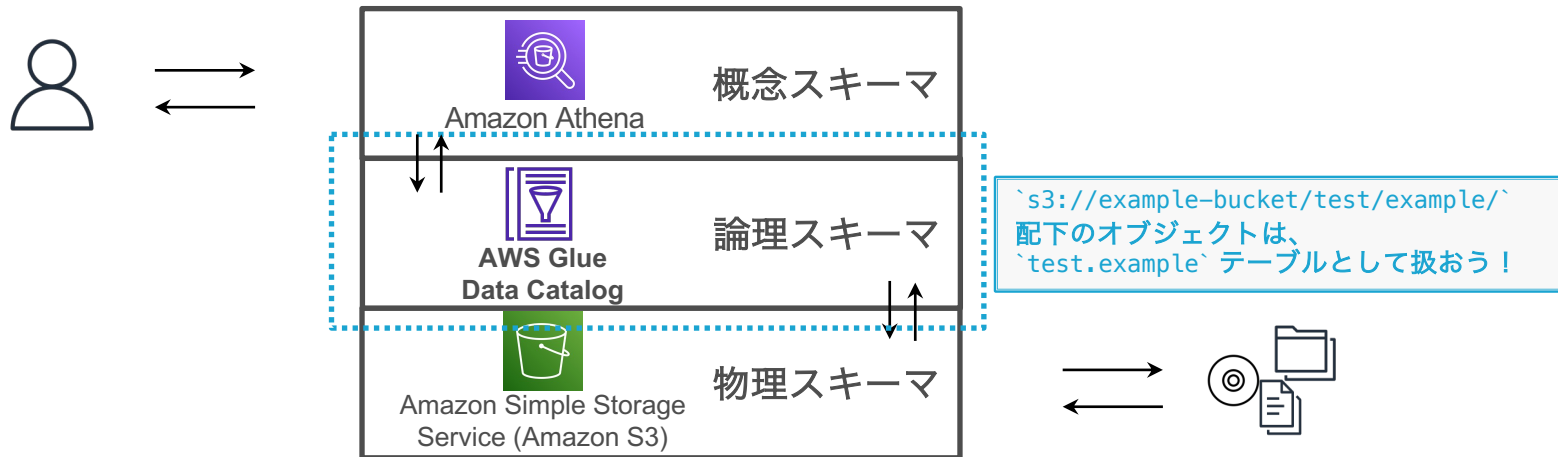 概念スキーマ
Amazon Athena
論理スキーマ
AWS Glue
Data Catalog
`s3://example-bucket/test/example/`
配下のオブジェクトは、
`test.example` テーブルとして扱おう！
物理スキーマ
Amazon Simple Storage
Service (Amazon S3)